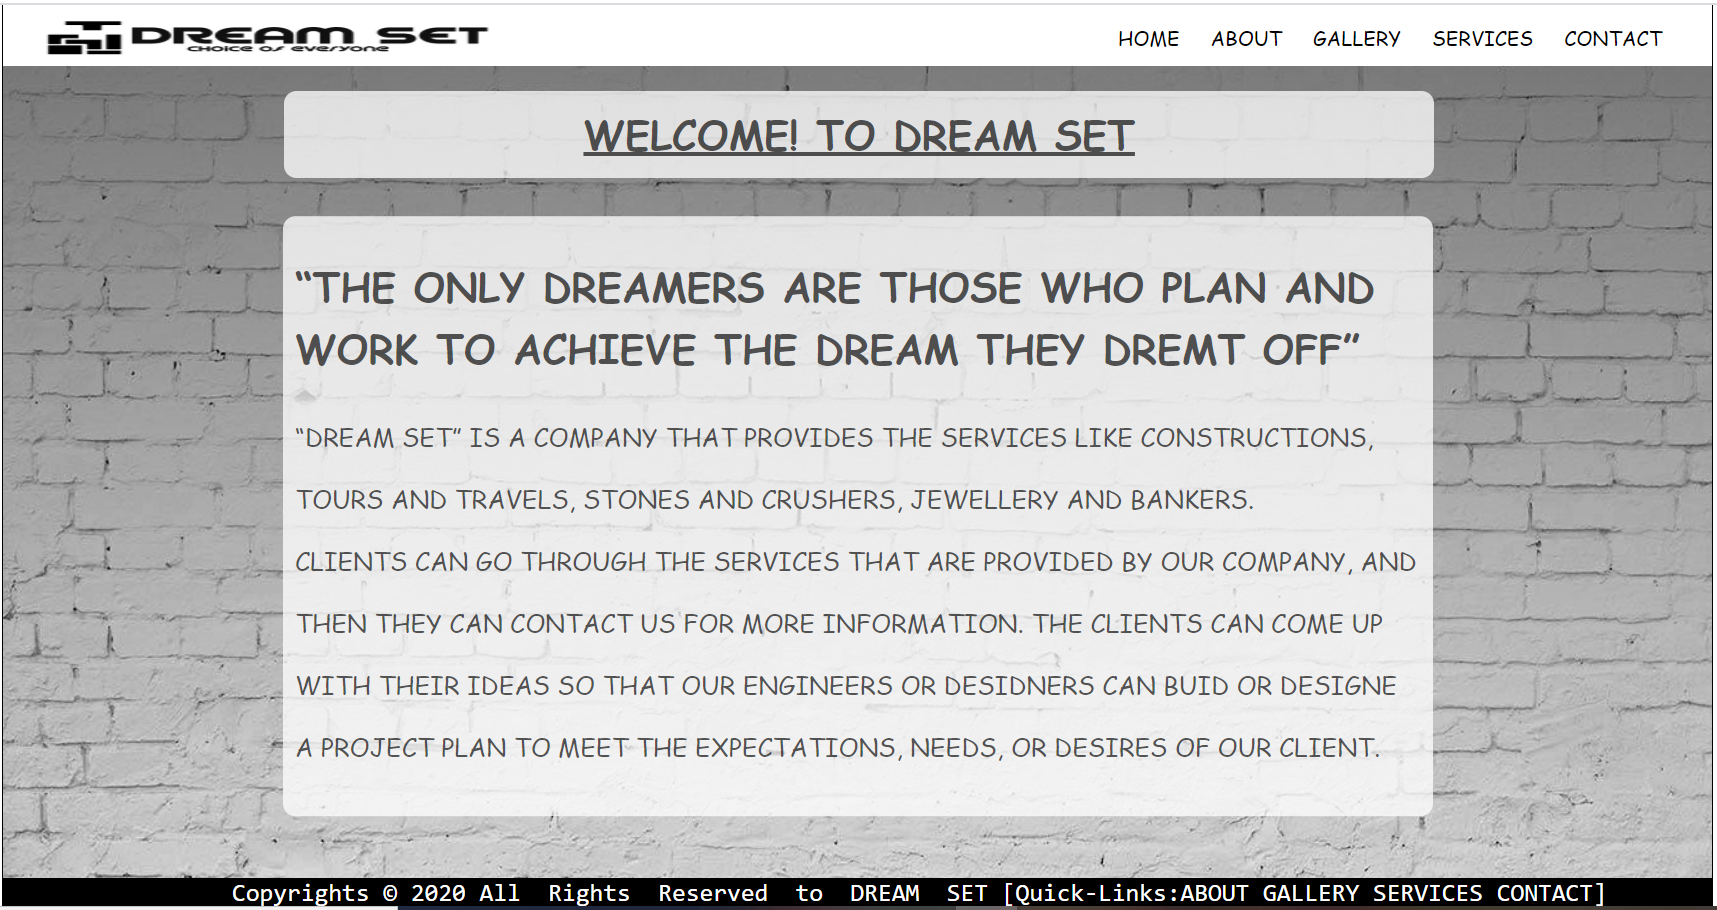 DREAM SET
choice of everyone
HOME ABOUT GALLERY SERVICES CONTACT
WELCOME! TO DREAM SET
“THE ONLY DREAMERS ARE THOSE WHO PLAN AND
WORK TO ACHIEVE THE DREAM THEY DREMT OFF”
“DREAM SET” IS A COMPANY THAT PROVIDES THE SERVICES LIKE CONSTRUCTIONS,
TOURS AND TRAVELS, STONES AND CRUSHERS, JEWELLERY AND BANKERS.
CLIENTS CAN GO THROUGH THE SERVICES THAT ARE PROVIDED BY OUR COMPANY, AND
THEN THEY CAN CONTACT US FOR MORE INFORMATION. THE CLIENTS CAN COME UP
WITH THEIR IDEAS SO THAT OUR ENGINEERS OR DESIDNERS CAN BUID OR DESIGNE
A PROJECT PLAN TO MEET THE EXPECTATIONS, NEEDS, OR DESIRES OF OUR CLIENT.
Copyrights © 2020 All Rights Reserved to DREAM SET [Quick-Links:ABOUT GALLERY SERVICES CONTACT]